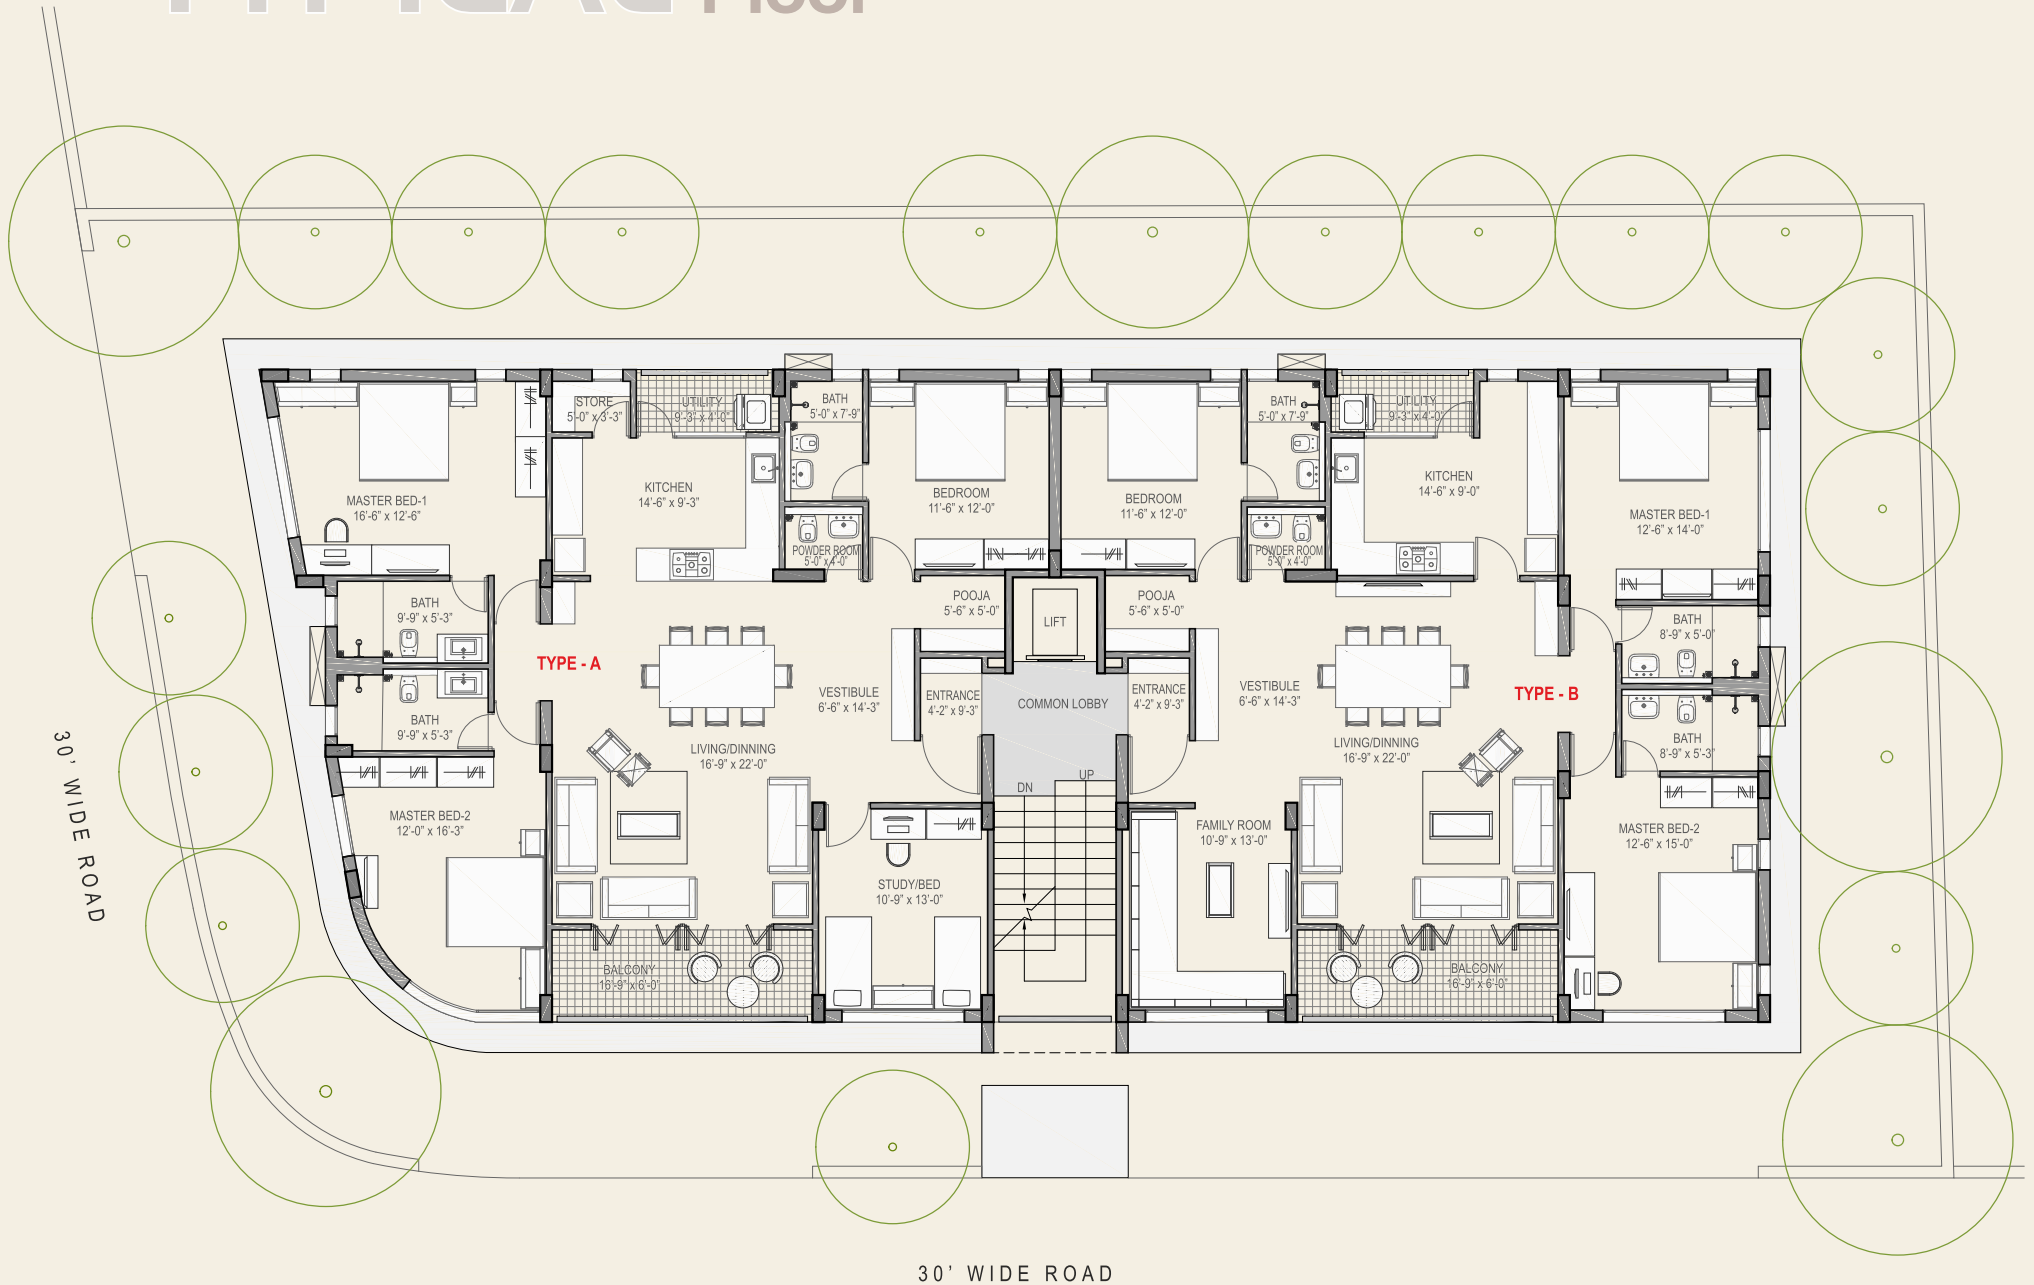 Floor
STORE
5'-0" x 3'-3"
UTILITY
9'-3" x 4'-0"
BATH
5'-0" x 7'-9"
BATH
5'-0" x 7'-9"
UTILITY
9'-3" x 4'-0"
MASTER BED-1
16'-6" x 12'-6"
KITCHEN
14'-6" x 9'-3"
BEDROOM
11'-6" x 12'-0"
BEDROOM
11'-6" x 12'-0"
KITCHEN
14'-6" x 9'-0"
MASTER BED-1
12'-6" x 14'-0"
POWDER ROOM
5'-0" x 4'-0"
POWDER ROOM
5'-0" x 4'-0"
BATH
9'-9" x 5'-3"
POOJA
5'-6" x 5'-0"
LIFT
POOJA
5'-6" x 5'-0"
BATH
8'-9" x 5'-0"
TYPE - A
TYPE - B
VESTIBULE
6'-6" x 14'-3"
ENTRANCE
4'-2" x 9'-3"
COMMON LOBBY
ENTRANCE
4'-2" x 9'-3"
VESTIBULE
6'-6" x 14'-3"
BATH
9'-9" x 5'-3"
LIVING/DINNING
16'-9" x 22'-0"
LIVING/DINNING
16'-9" x 22'-0"
BATH
8'-9" x 5'-3"
DN
UP
MASTER BED-2
12'-0" x 16'-3"
FAMILY ROOM
10'-9" x 13'-0"
MASTER BED-2
12'-6" x 15'-0"
STUDY/BED
10'-9" x 13'-0"
BALCONY
16'-9" x 6'-0"
BALCONY
16'-9" x 6'-0"
30' WIDE ROAD
30' WIDE ROAD